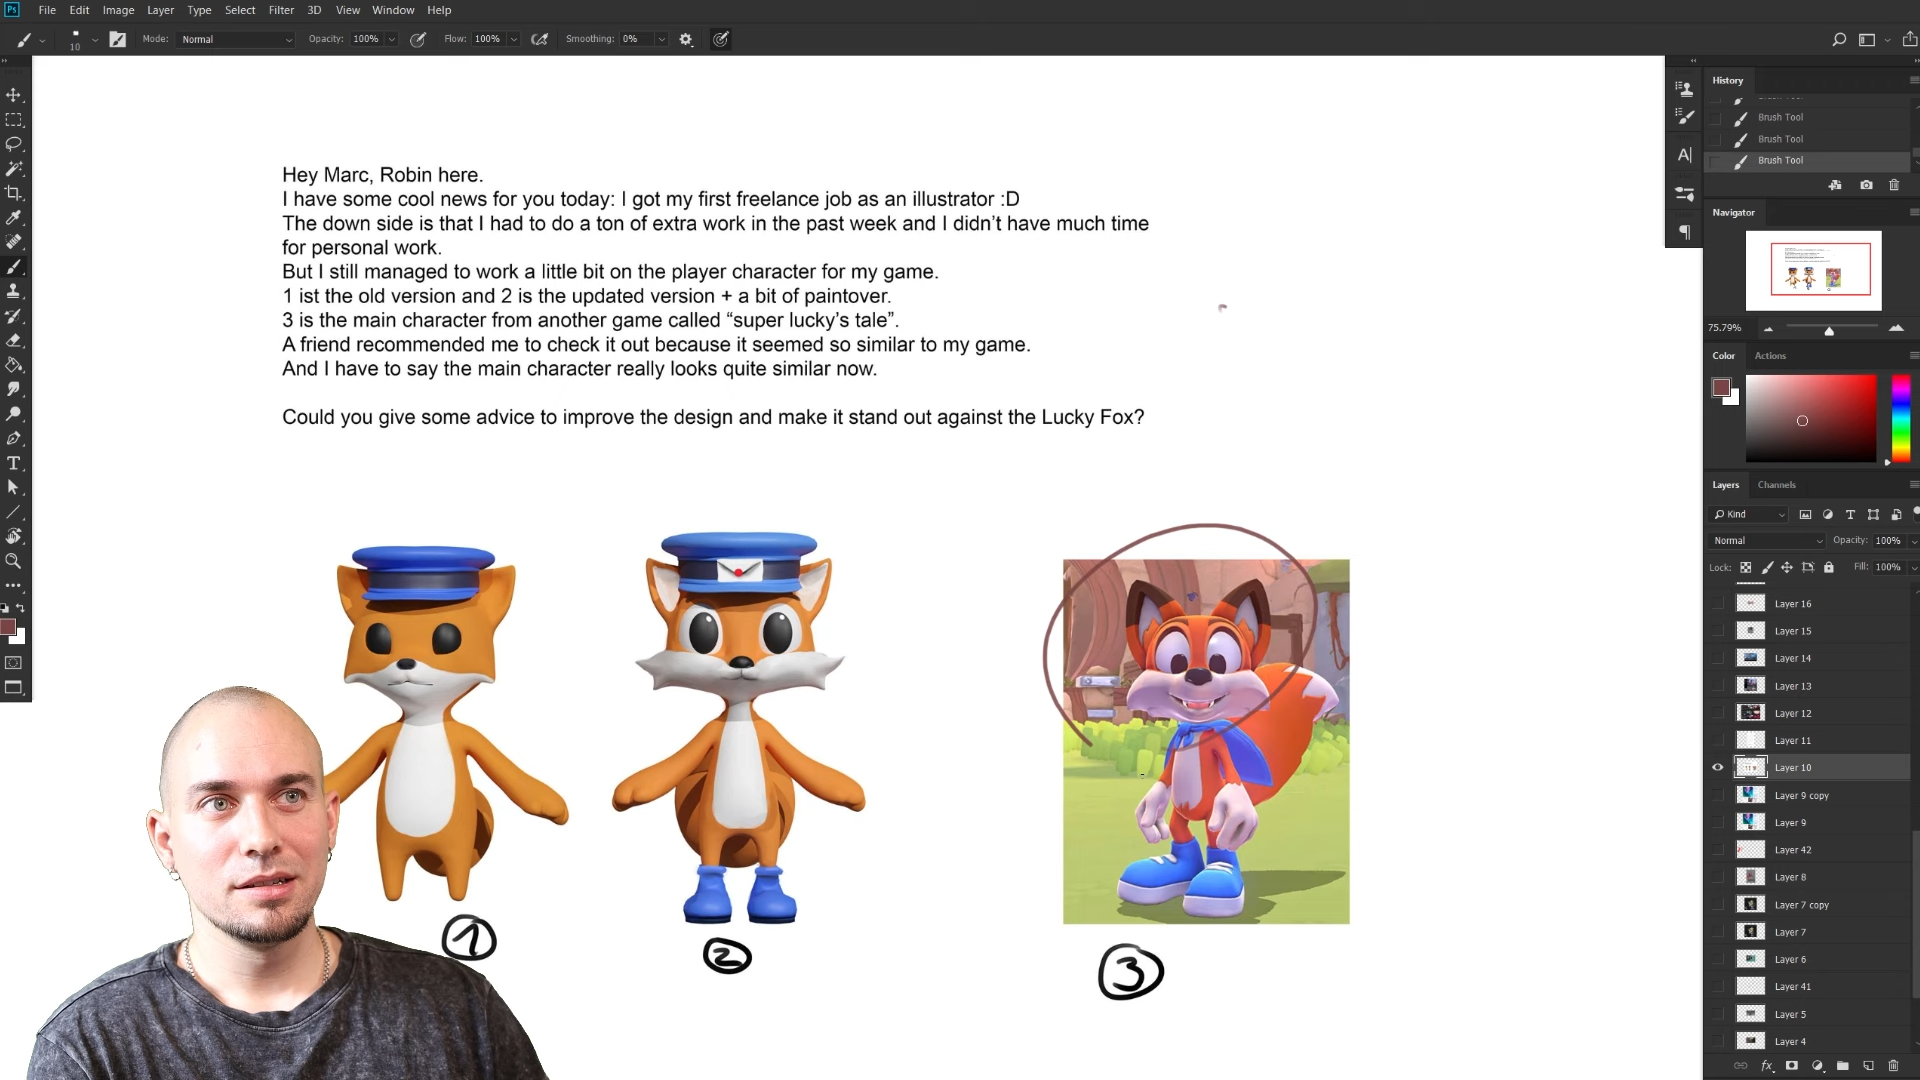 Ps File Edit Image Layer Type Select Filter 3D View Window Help
10 Mode: Normal Opacity: 100% Flow: 100% Smoothing: 0%
Hey Marc, Robin here.
I have some cool news for you today: I got my first freelance job as an illustrator :D
The down side is that I had to do a ton of extra work in the past week and I didn't have much time
for personal work.
But I still managed to work a little bit on the player character for my game.
1 ist the old version and 2 is the updated version + a bit of paintover.
3 is the main character from another game called “super lucky's tale”.
A friend recommended me to check it out because it seemed so similar to my game.
And I have to say the main character really looks quite similar now.
Could you give some advice to improve the design and make it stand out against the Lucky Fox?
1
2
3
History
Brush Tool
Brush Tool
Brush Tool
Brush Tool
Navigator
75.79%
Color Actions
Layers Channels
Kind
Normal Opacity: 100%
Lock: Fill: 100%
Layer 16
Layer 15
Layer 14
Layer 13
Layer 12
Layer 11
Layer 10
Layer 9 copy
Layer 9
Layer 42
Layer 8
Layer 7 copy
Layer 7
Layer 6
Layer 41
Layer 5
Layer 4
fx